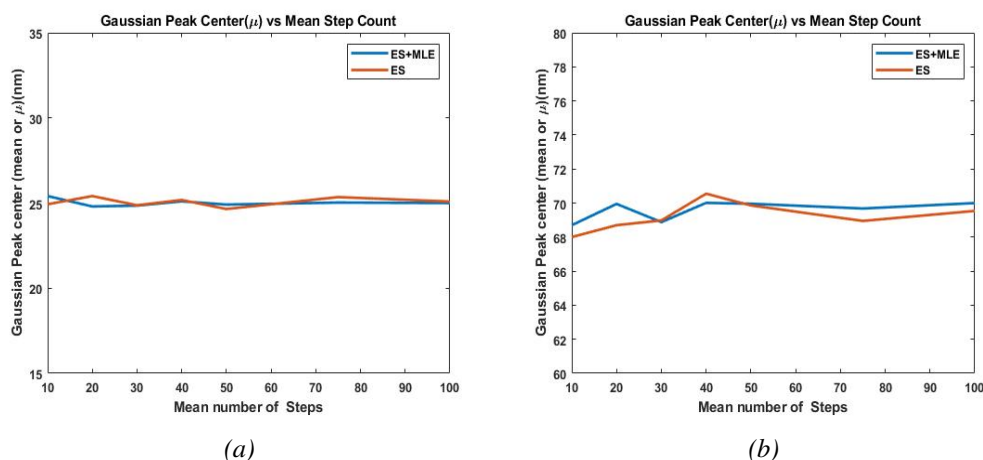 Gaussian Peak Center(μ) vs Mean Step Count
35
30
25
20
15
Gaussian Peak center (mean or μ)(nm)
ES+MLE
ES
10 20 30 40 50 60 70 80 90 100
Mean number of Steps
(a)
Gaussian Peak Center(μ) vs Mean Step Count
80
78
76
74
72
70
68
66
64
62
60
Gaussian Peak center (mean or μ)(nm)
ES+MLE
ES
10 20 30 40 50 60 70 80 90 100
Mean number of Steps
(b)